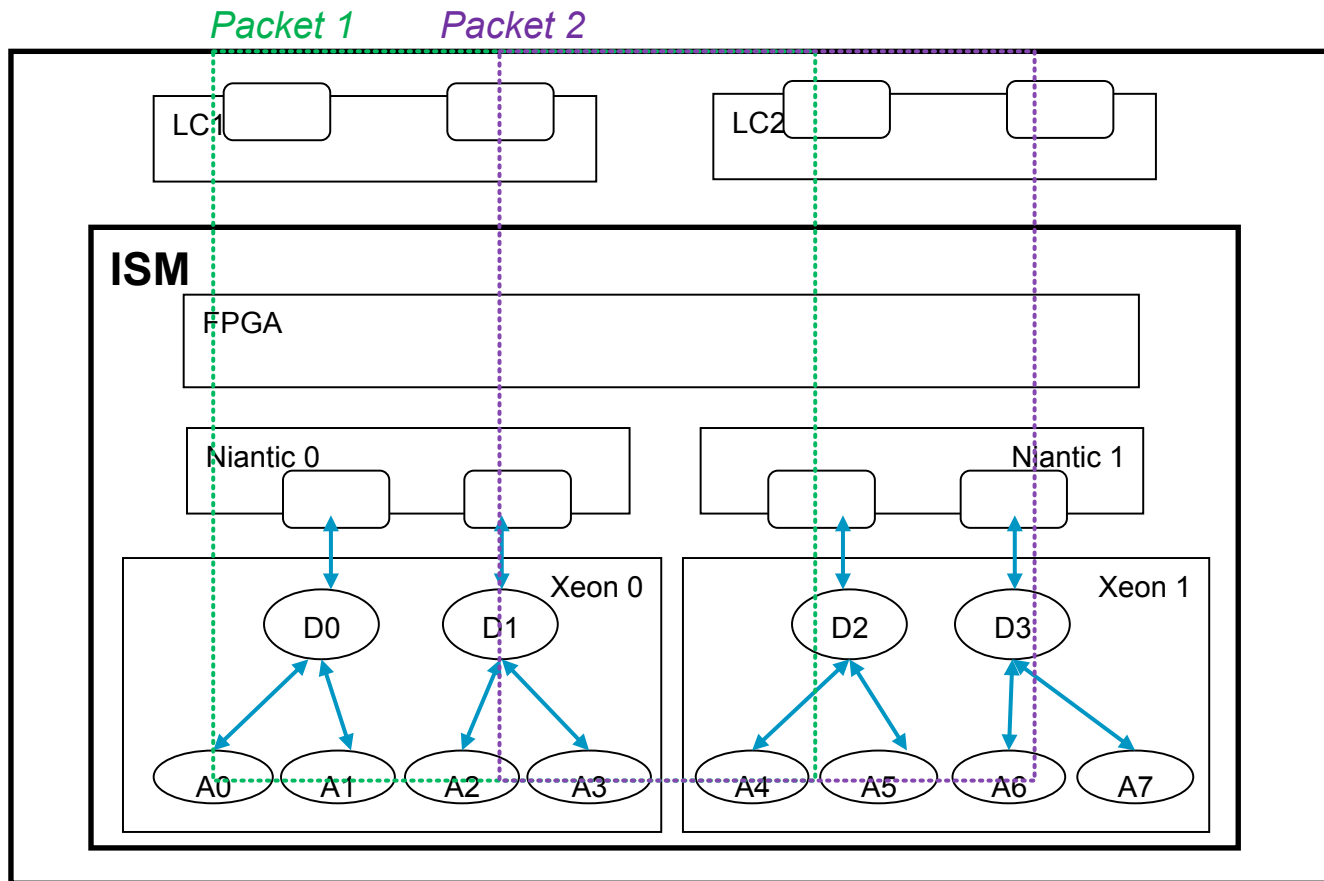 Packet 1
Packet 2
LC1
LC2
ISM
FPGA
Niantic 0
Niantic 1
Xeon 0
Xeon 1
D0
D1
D2
D3
A0
A1
A2
A3
A4
A5
A6
A7